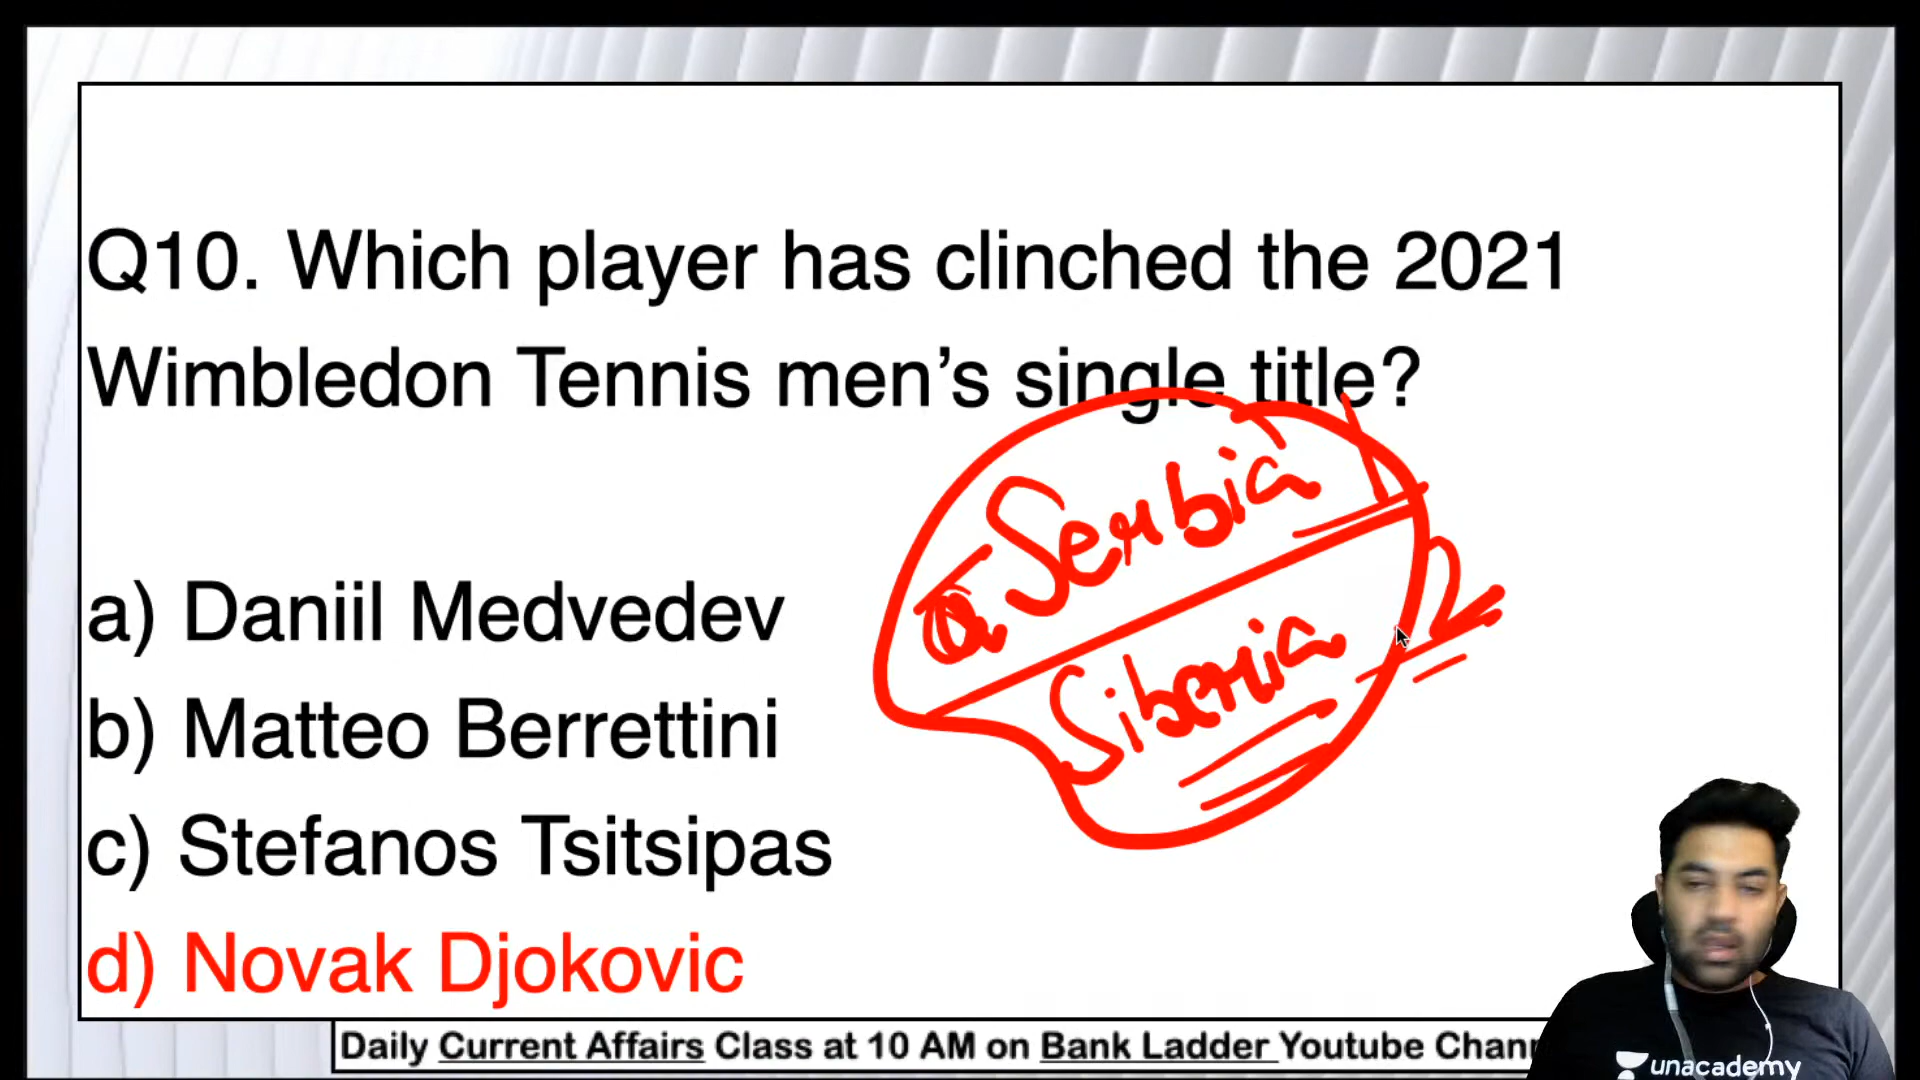 Q10. Which player has clinched the 2021
Wimbledon Tennis men’s single title?
Serbia
Siberia
a) Daniil Medvedev
b) Matteo Berrettini
c) Stefanos Tsitsipas
d) Novak Djokovic
Daily Current Affairs Class at 10 AM on Bank Ladder Youtube Chann
unacademy